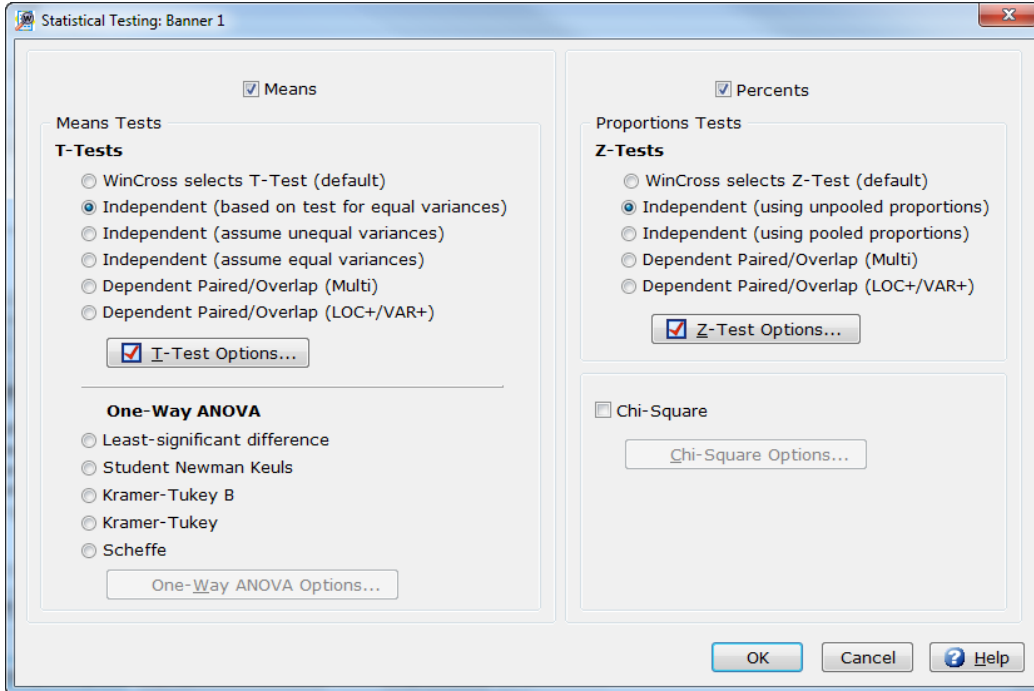 Statistical Testing: Banner 1
Means
Means Tests
T-Tests
WinCross selects T-Test (default)
Independent (based on test for equal variances)
Independent (assume unequal variances)
Independent (assume equal variances)
Dependent Paired/Overlap (Multi)
Dependent Paired/Overlap (LOC+/VAR+)
T-Test Options...
One-Way ANOVA
Least-significant difference
Student Newman Keuls
Kramer-Tukey B
Kramer-Tukey
Scheffe
One-Way ANOVA Options...
Percents
Proportions Tests
Z-Tests
WinCross selects Z-Test (default)
Independent (using unpooled proportions)
Independent (using pooled proportions)
Dependent Paired/Overlap (Multi)
Dependent Paired/Overlap (LOC+/VAR+)
Z-Test Options...
Chi-Square
Chi-Square Options...
OK
Cancel
Help